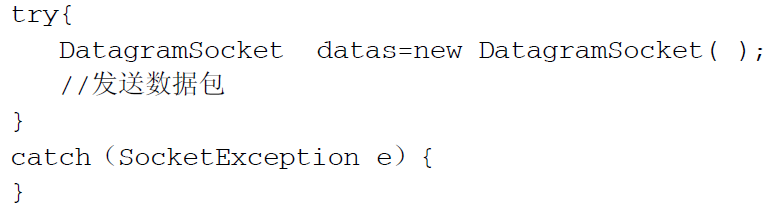 try{
DatagramSocket datas=new DatagramSocket( );
//发送数据包
}
catch（SocketException e）{
}